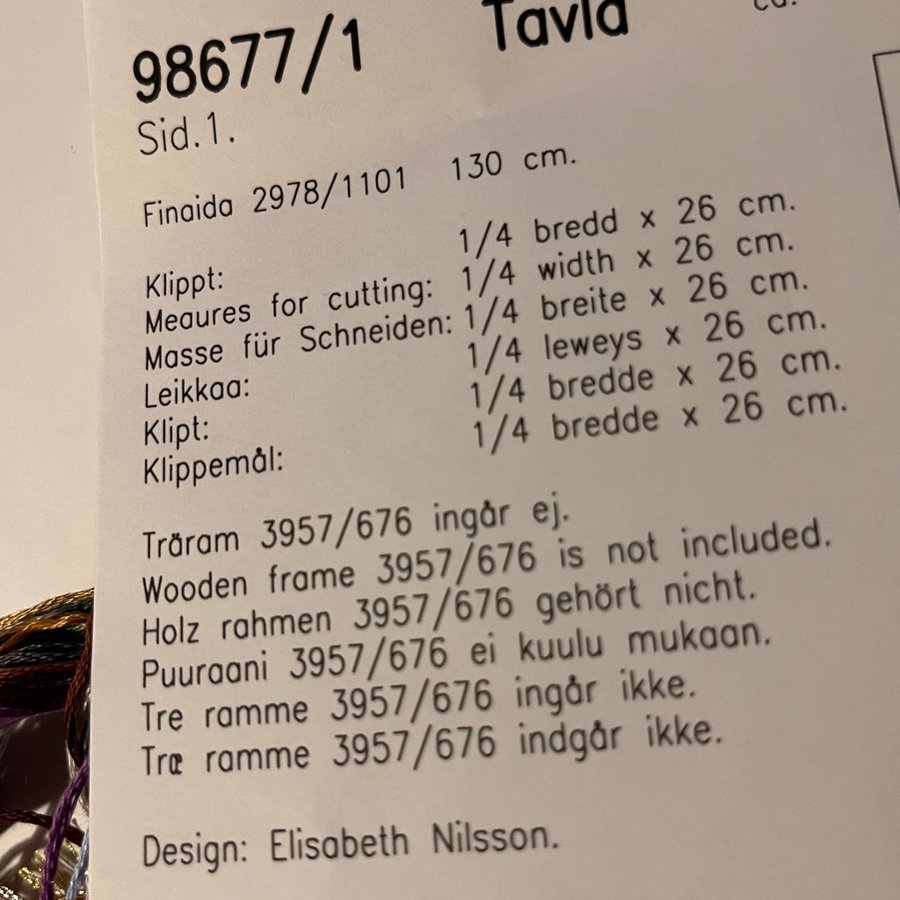 98677/1 Tavla ca.
Sid.1.
Finaida 2978/1101 130 cm.
Klippt: 1/4 bredd x 26 cm.
Meaures for cutting: 1/4 width x 26 cm.
Masse für Schneiden: 1/4 breite x 26 cm.
Leikkaa: 1/4 leweys x 26 cm.
Klipt: 1/4 bredde x 26 cm.
Klippemål: 1/4 bredde x 26 cm.
Träram 3957/676 ingår ej.
Wooden frame 3957/676 is not included.
Holz rahmen 3957/676 gehört nicht.
Puuraani 3957/676 ei kuulu mukaan.
Tre ramme 3957/676 ingår ikke.
Træ ramme 3957/676 indgår ikke.
Design: Elisabeth Nilsson.